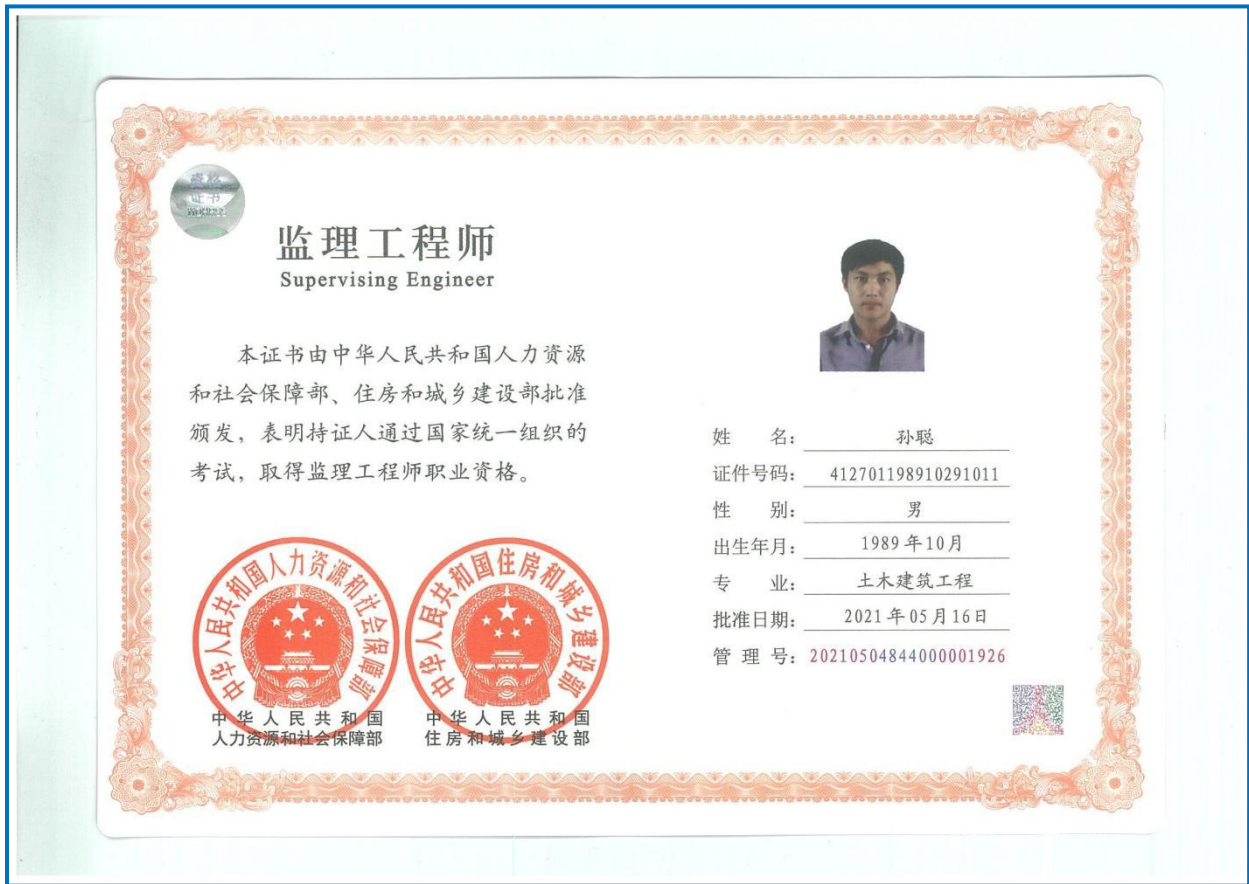 资格
证书
监理工程师
Supervising Engineer
本证书由中华人民共和国人力资源
和社会保障部、住房和城乡建设部批准
颁发，表明持证人通过国家统一组织的
考试，取得监理工程师职业资格。
中华人民共和国人力资源和社会保障部
中华人民共和国
人力资源和社会保障部
中华人民共和国住房和城乡建设部
中华人民共和国
住房和城乡建设部
姓 名： 孙聪
证件号码： 412701198910291011
性 别： 男
出生年月： 1989年10月
专 业： 土木建筑工程
批准日期： 2021年05月16日
管 理 号： 20210504844000001926